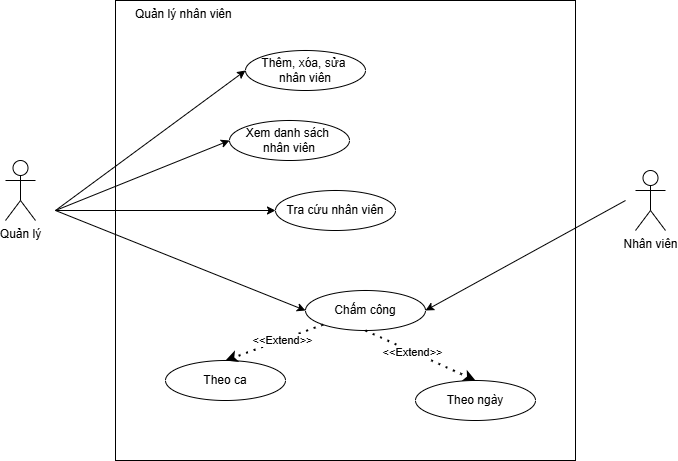 Quản lý nhân viên
Thêm, xóa, sửa
nhân viên
Xem danh sách
nhân viên
Tra cứu nhân viên
Quản lý
Nhân viên
Chấm công
<<Extend>>
<<Extend>>
Theo ca
Theo ngày